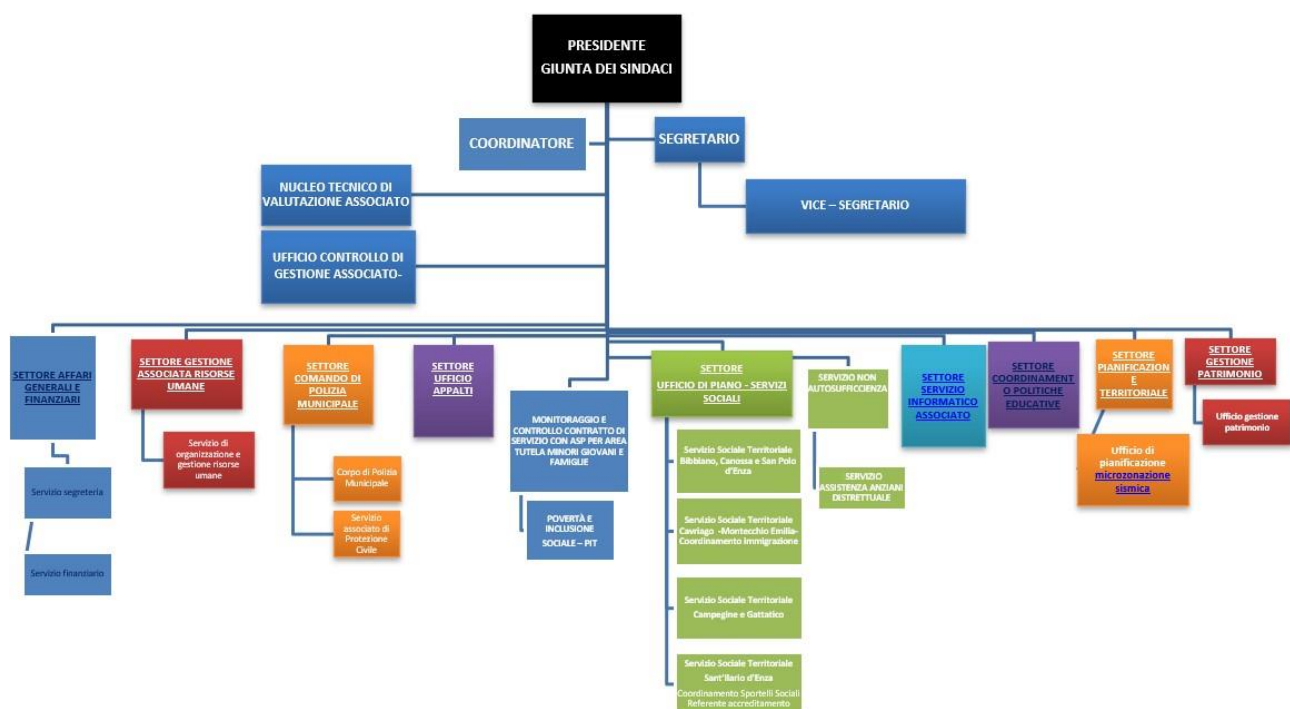 PRESIDENTE
GIUNTA DEI SINDACI
COORDINATORE
SEGRETARIO
NUCLEO TECNICO DI
VALUTAZIONE ASSOCIATO
VICE – SEGRETARIO
UFFICIO CONTROLLO DI
GESTIONE ASSOCIATO-
SETTORE AFFARI
GENERALI E
FINANZIARI
Servizio segreteria
Servizio finanziario
SETTORE GESTIONE
ASSOCIATA RISORSE
UMANE
Servizio di
organizzazione e
gestione risorse
umane
SETTORE
COMANDO DI
POLIZIA
MUNICIPALE
Corpo di Polizia
Municipale
Servizio
associato di
Protezione
Civile
SETTORE
UFFICIO
APPALTI
MONITORAGGIO E
CONTROLLO CONTRATTO DI
SERVIZIO CON ASP PER AREA
TUTELA MINORI GIOVANI E
FAMIGLIE
POVERTÀ E
INCLUSIONE
SOCIALE – PIT
SETTORE
UFFICIO DI PIANO - SERVIZI
SOCIALI
Servizio Sociale Territoriale
Bibbiano, Canossa e San Polo
d'Enza
Servizio Sociale Territoriale
Cavriago -Montecchio Emilia-
Coordinamento Immigrazione
Servizio Sociale Territoriale
Campegine e Gattatico
Servizio Sociale Territoriale
Sant'Ilario d'Enza
Coordinamento Sportelli Sociali
Referente accreditamento
SERVIZIO NON
AUTOSUFFICCIENZA
SERVIZIO
ASSISTENZA ANZIANI
DISTRETTUALE
SETTORE
SERVIZIO
INFORMATICO
ASSOCIATO
SETTORE
COORDINAMENT
O POLITICHE
EDUCATIVE
SETTORE
PIANIFICAZION
E
TERRITORIALE
Ufficio di
pianificazione
microzonazione
sismica
SETTORE
GESTIONE
PATRIMONIO
Ufficio gestione
patrimonio